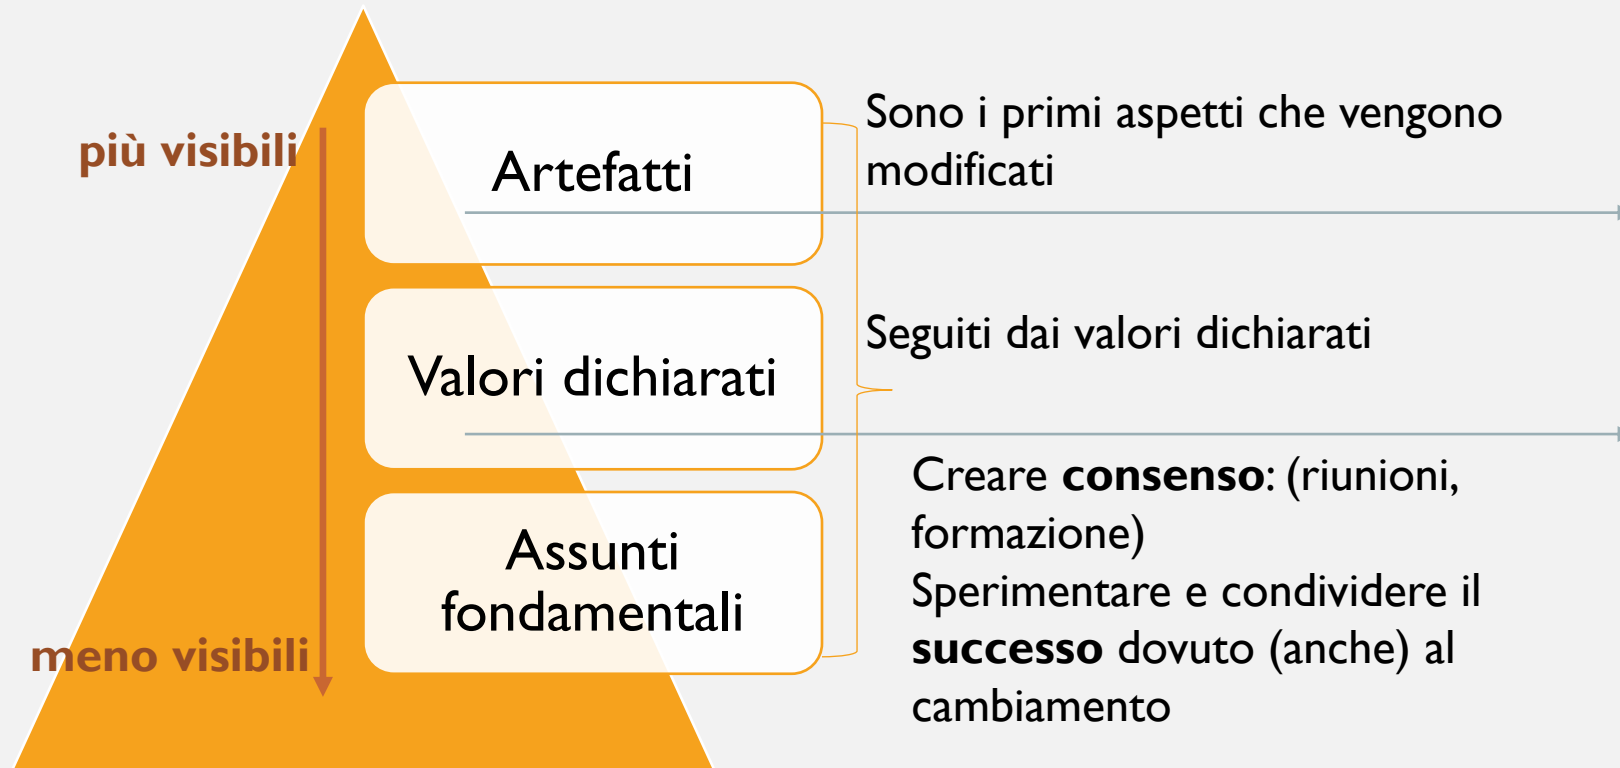 più visibili
Artefatti
Sono i primi aspetti che vengono
modificati
Valori dichiarati
Seguiti dai valori dichiarati
Assunti
fondamentali
meno visibili
Creare consenso: (riunioni,
formazione)
Sperimentare e condividere il
successo dovuto (anche) al
cambiamento